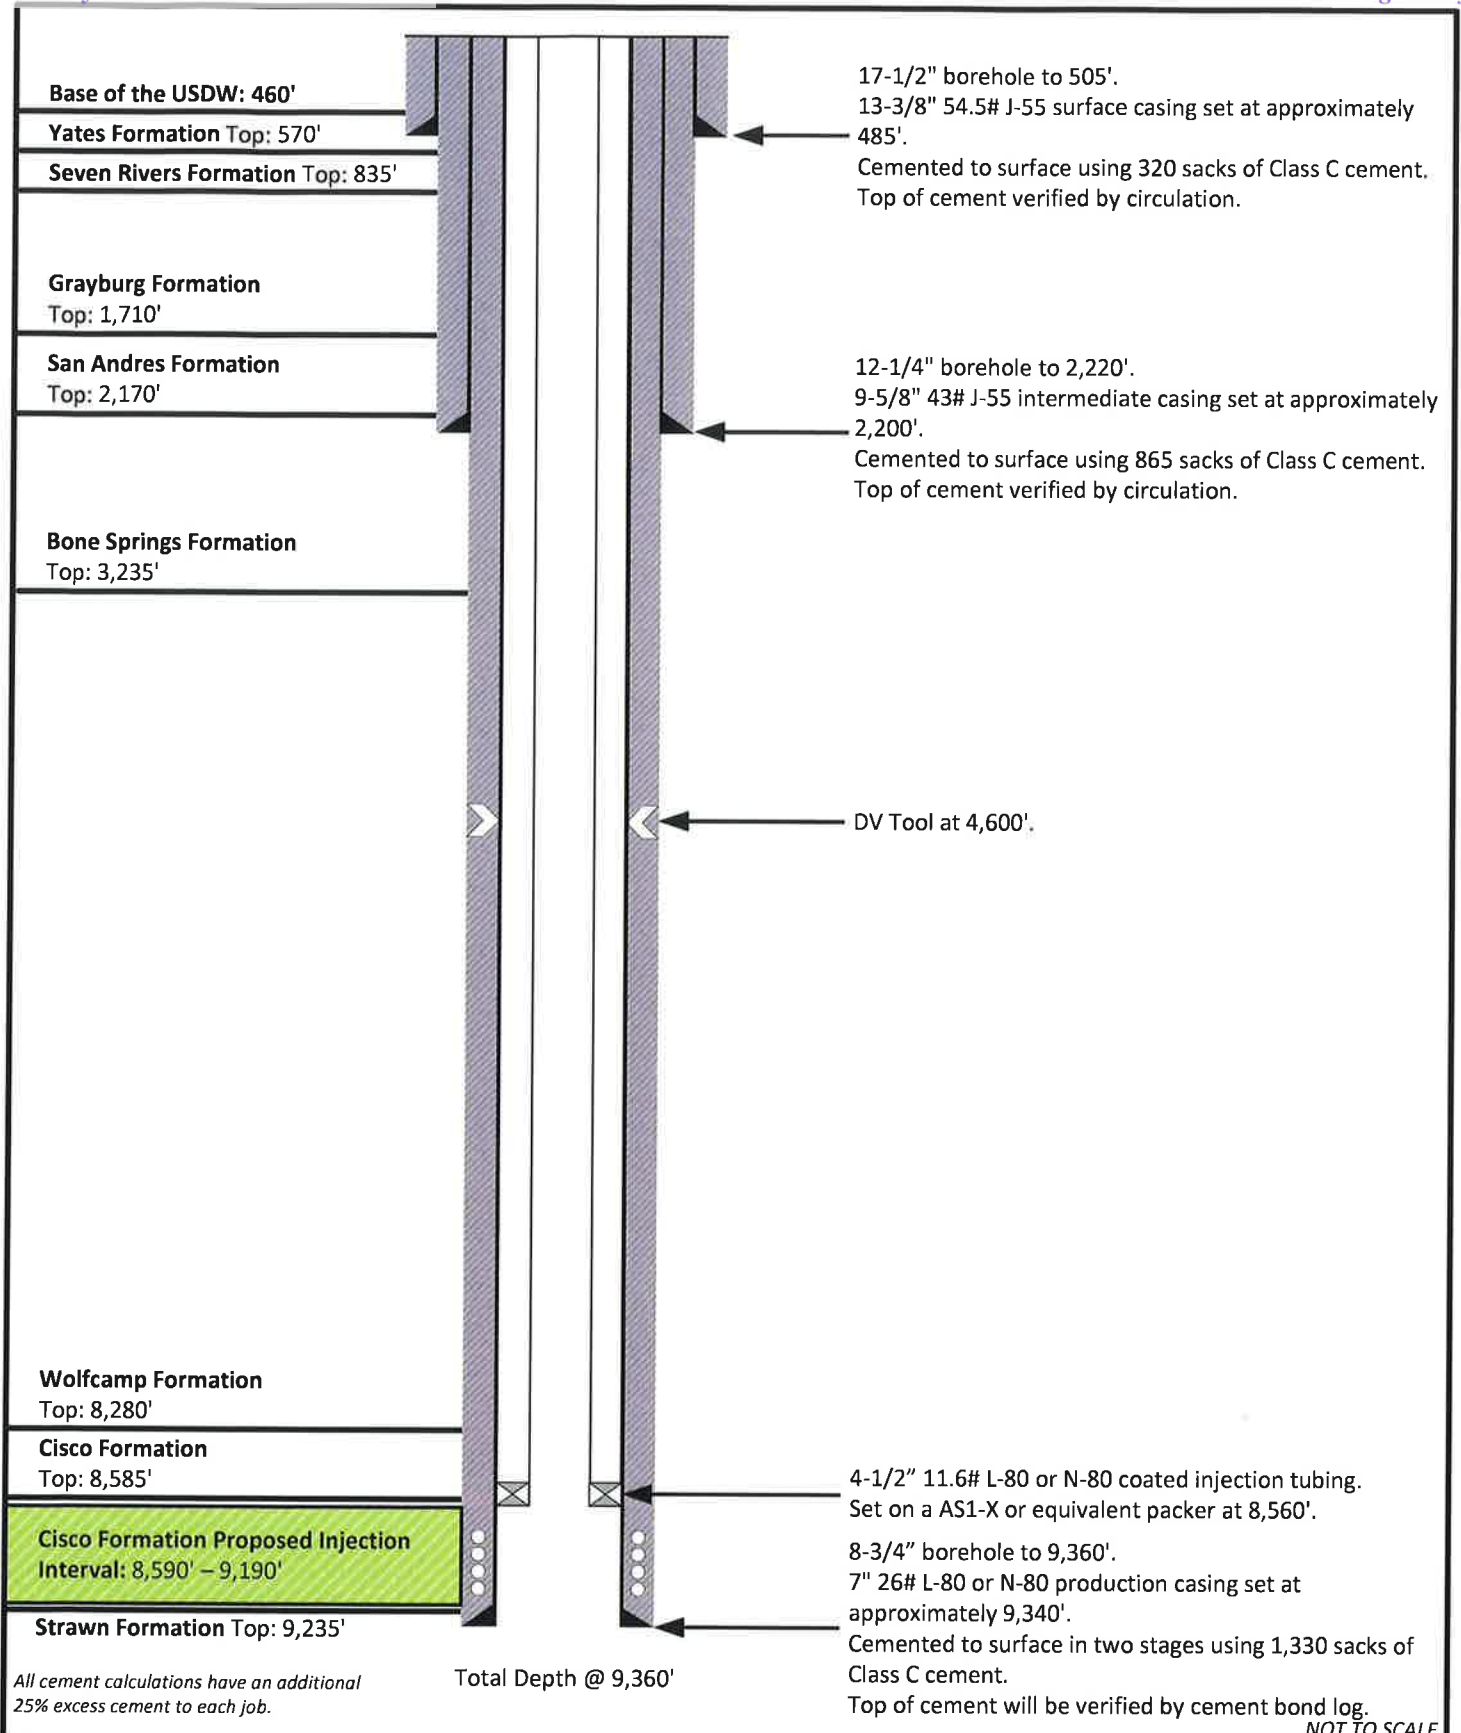 Base of the USDW: 460'
Yates Formation Top: 570'
Seven Rivers Formation Top: 835'
Grayburg Formation
Top: 1,710'
San Andres Formation
Top: 2,170'
Bone Springs Formation
Top: 3,235'
Wolfcamp Formation
Top: 8,280'
Cisco Formation
Top: 8,585'
Cisco Formation Proposed Injection
Interval: 8,590' – 9,190'
Strawn Formation Top: 9,235'
All cement calculations have an additional
25% excess cement to each job.
Total Depth @ 9,360'
17-1/2" borehole to 505'.
13-3/8" 54.5# J-55 surface casing set at approximately
485'.
Cemented to surface using 320 sacks of Class C cement.
Top of cement verified by circulation.
12-1/4" borehole to 2,220'.
9-5/8" 43# J-55 intermediate casing set at approximately
2,200'.
Cemented to surface using 865 sacks of Class C cement.
Top of cement verified by circulation.
DV Tool at 4,600'.
4-1/2” 11.6# L-80 or N-80 coated injection tubing.
Set on a AS1-X or equivalent packer at 8,560'.
8-3/4” borehole to 9,360'.
7" 26# L-80 or N-80 production casing set at
approximately 9,340'.
Cemented to surface in two stages using 1,330 sacks of
Class C cement.
Top of cement will be verified by cement bond log.
NOT TO SCALE